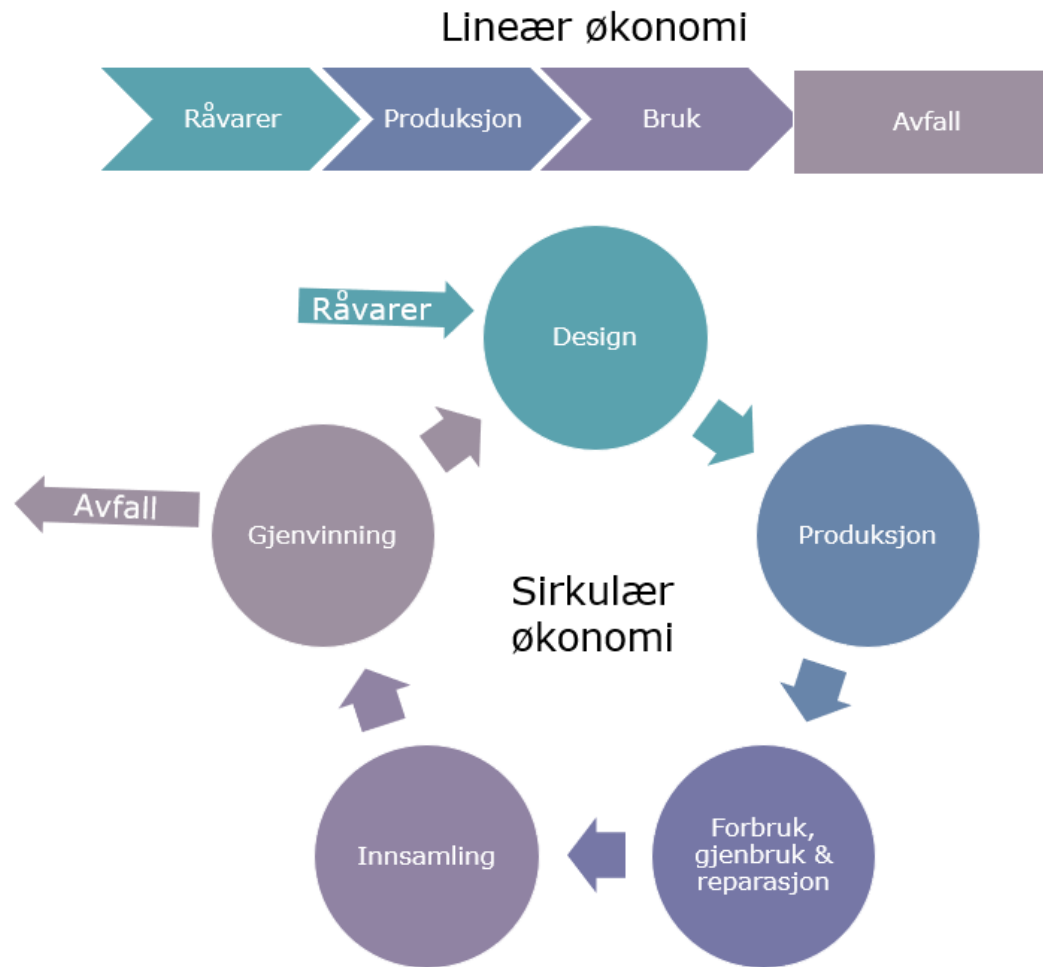 Lineær økonomi
Råvarer
Produksjon
Bruk
Avfall
Råvarer
Design
Avfall
Gjenvinning
Produksjon
Sirkulær
økonomi
Innsamling
Forbruk,
gjenbruk &
reparasjon